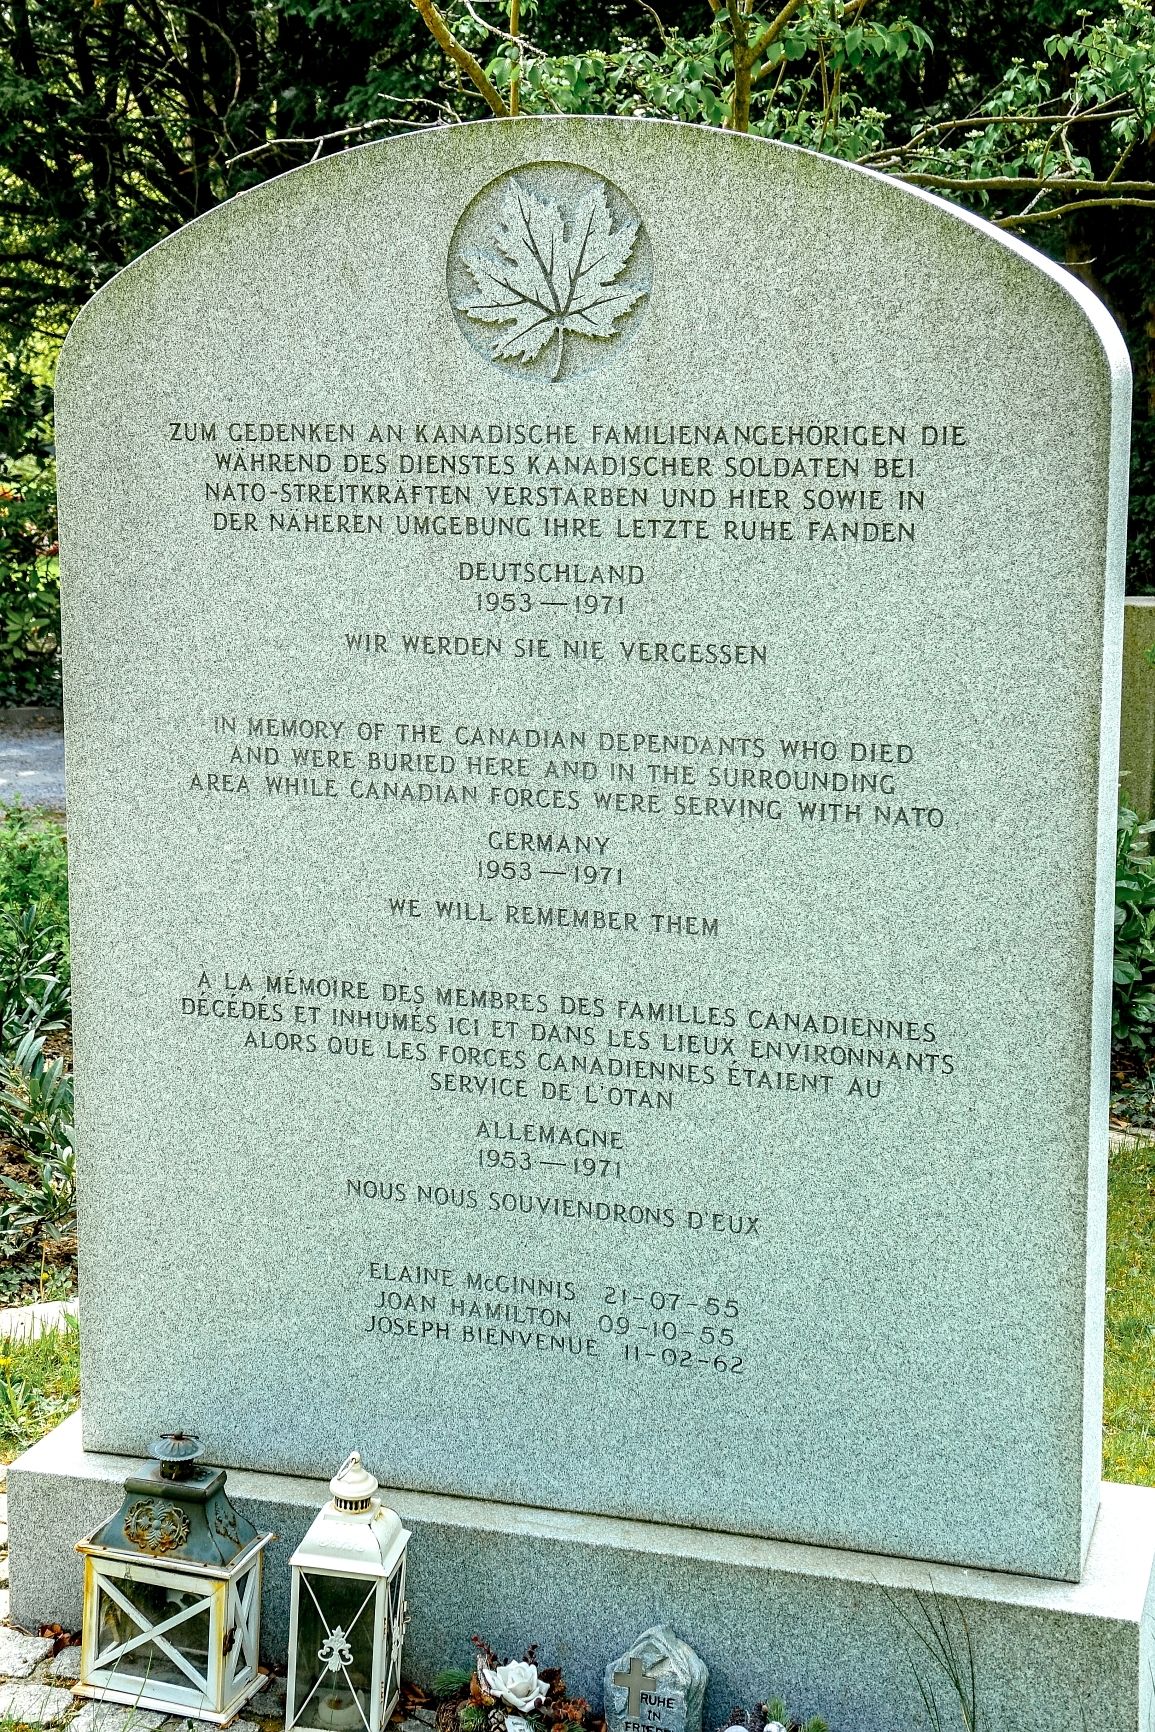 ZUM GEDENKEN AN KANADISCHE FAMILIENANGEHÖRIGEN DIE
WÄHREND DES DIENSTES KANADISCHER SOLDATEN BEI
NATO-STREITKRÄFTEN VERSTARBEN UND HIER SOWIE IN
DER NÄHEREN UMGEBUNG IHRE LETZTE RUHE FANDEN
DEUTSCHLAND
1953 — 1971
WIR WERDEN SIE NIE VERGESSEN
IN MEMORY OF THE CANADIAN DEPENDANTS WHO DIED
AND WERE BURIED HERE AND IN THE SURROUNDING
AREA WHILE CANADIAN FORCES WERE SERVING WITH NATO
GERMANY
1953 — 1971
WE WILL REMEMBER THEM
À LA MÉMOIRE DES MEMBRES DES FAMILLES CANADIENNES
DÉCÉDÉS ET INHUMÉS ICI ET DANS LES LIEUX ENVIRONNANTS
ALORS QUE LES FORCES CANADIENNES ÉTAIENT AU
SERVICE DE L'OTAN
ALLEMAGNE
1953 — 1971
NOUS NOUS SOUVIENDRONS D'EUX
ELAINE McGINNIS 21-07-55
JOAN HAMILTON 09-10-55
JOSEPH BIENVENUE 11-02-62
RUHE
IN
FRIEDEN